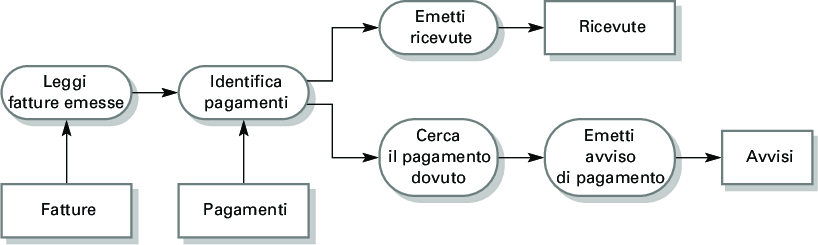 Emetti
ricevute
Ricevute
Leggi
fatture emesse
Identifica
pagamenti
Cerca
il pagamento
dovuto
Emetti
avviso
di pagamento
Avvisi
Fatture
Pagamenti